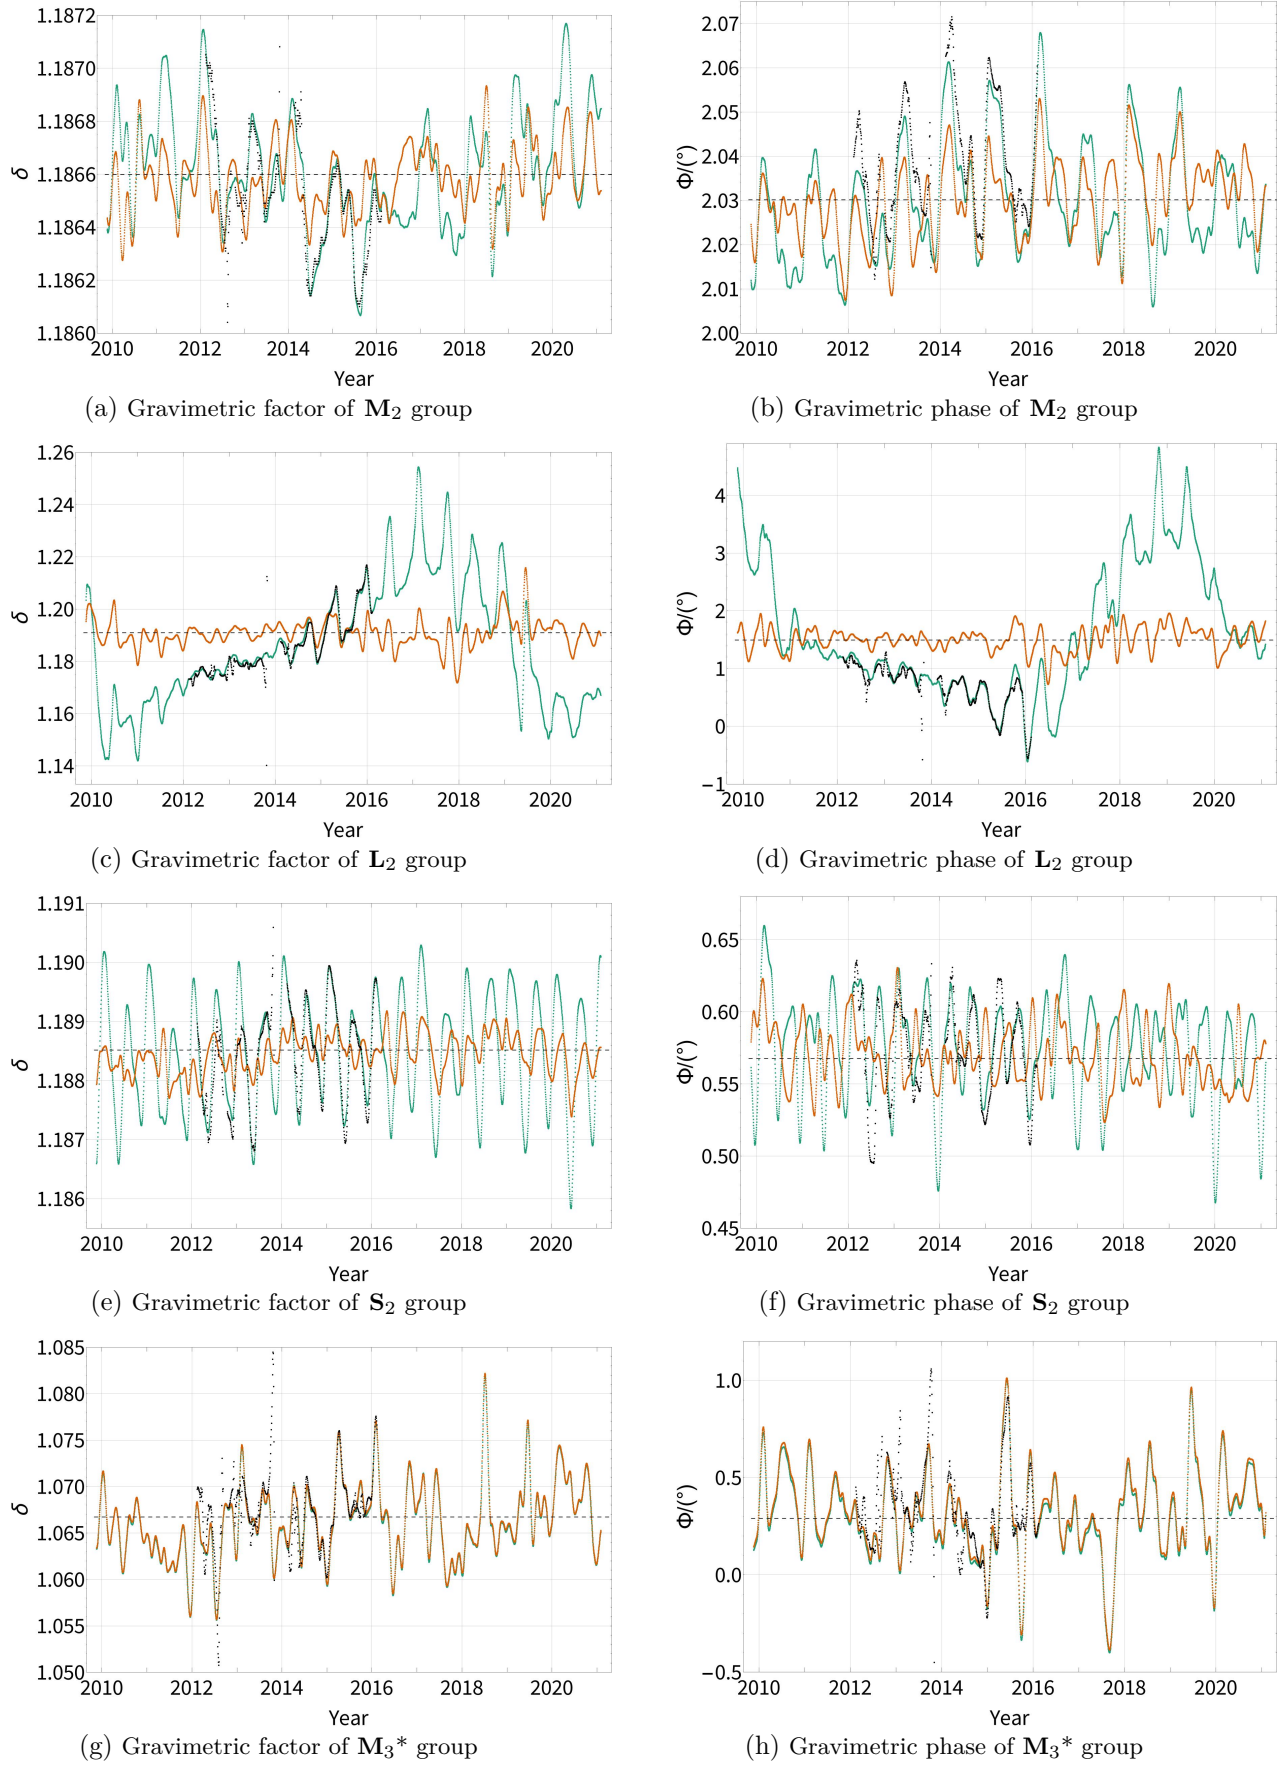 1.1872
1.1870
1.1868
1.1866
1.1864
1.1862
1.1860
δ
2010 2012 2014 2016 2018 2020
Year
(a) Gravimetric factor of M₂ group
2.07
2.06
2.05
2.04
2.03
2.02
2.01
2.00
Φ/(°)
2010 2012 2014 2016 2018 2020
Year
(b) Gravimetric phase of M₂ group
1.26
1.24
1.22
1.20
1.18
1.16
1.14
δ
2010 2012 2014 2016 2018 2020
Year
(c) Gravimetric factor of L₂ group
4
3
2
1
0
−1
Φ/(°)
2010 2012 2014 2016 2018 2020
Year
(d) Gravimetric phase of L₂ group
1.191
1.190
1.189
1.188
1.187
1.186
δ
2010 2012 2014 2016 2018 2020
Year
(e) Gravimetric factor of S₂ group
0.65
0.60
0.55
0.50
0.45
Φ/(°)
2010 2012 2014 2016 2018 2020
Year
(f) Gravimetric phase of S₂ group
1.085
1.080
1.075
1.070
1.065
1.060
1.055
1.050
δ
2010 2012 2014 2016 2018 2020
Year
(g) Gravimetric factor of M₃* group
1.0
0.5
0.0
−0.5
Φ/(°)
2010 2012 2014 2016 2018 2020
Year
(h) Gravimetric phase of M₃* group